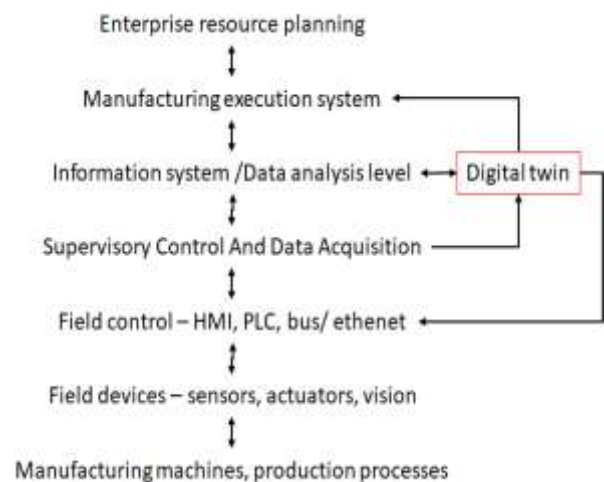 Enterprise resource planning
Manufacturing execution system
Information system /Data analysis level
Digital twin
Supervisory Control And Data Acquisition
Field control – HMI, PLC, bus/ ethenet
Field devices – sensors, actuators, vision
Manufacturing machines, production processes